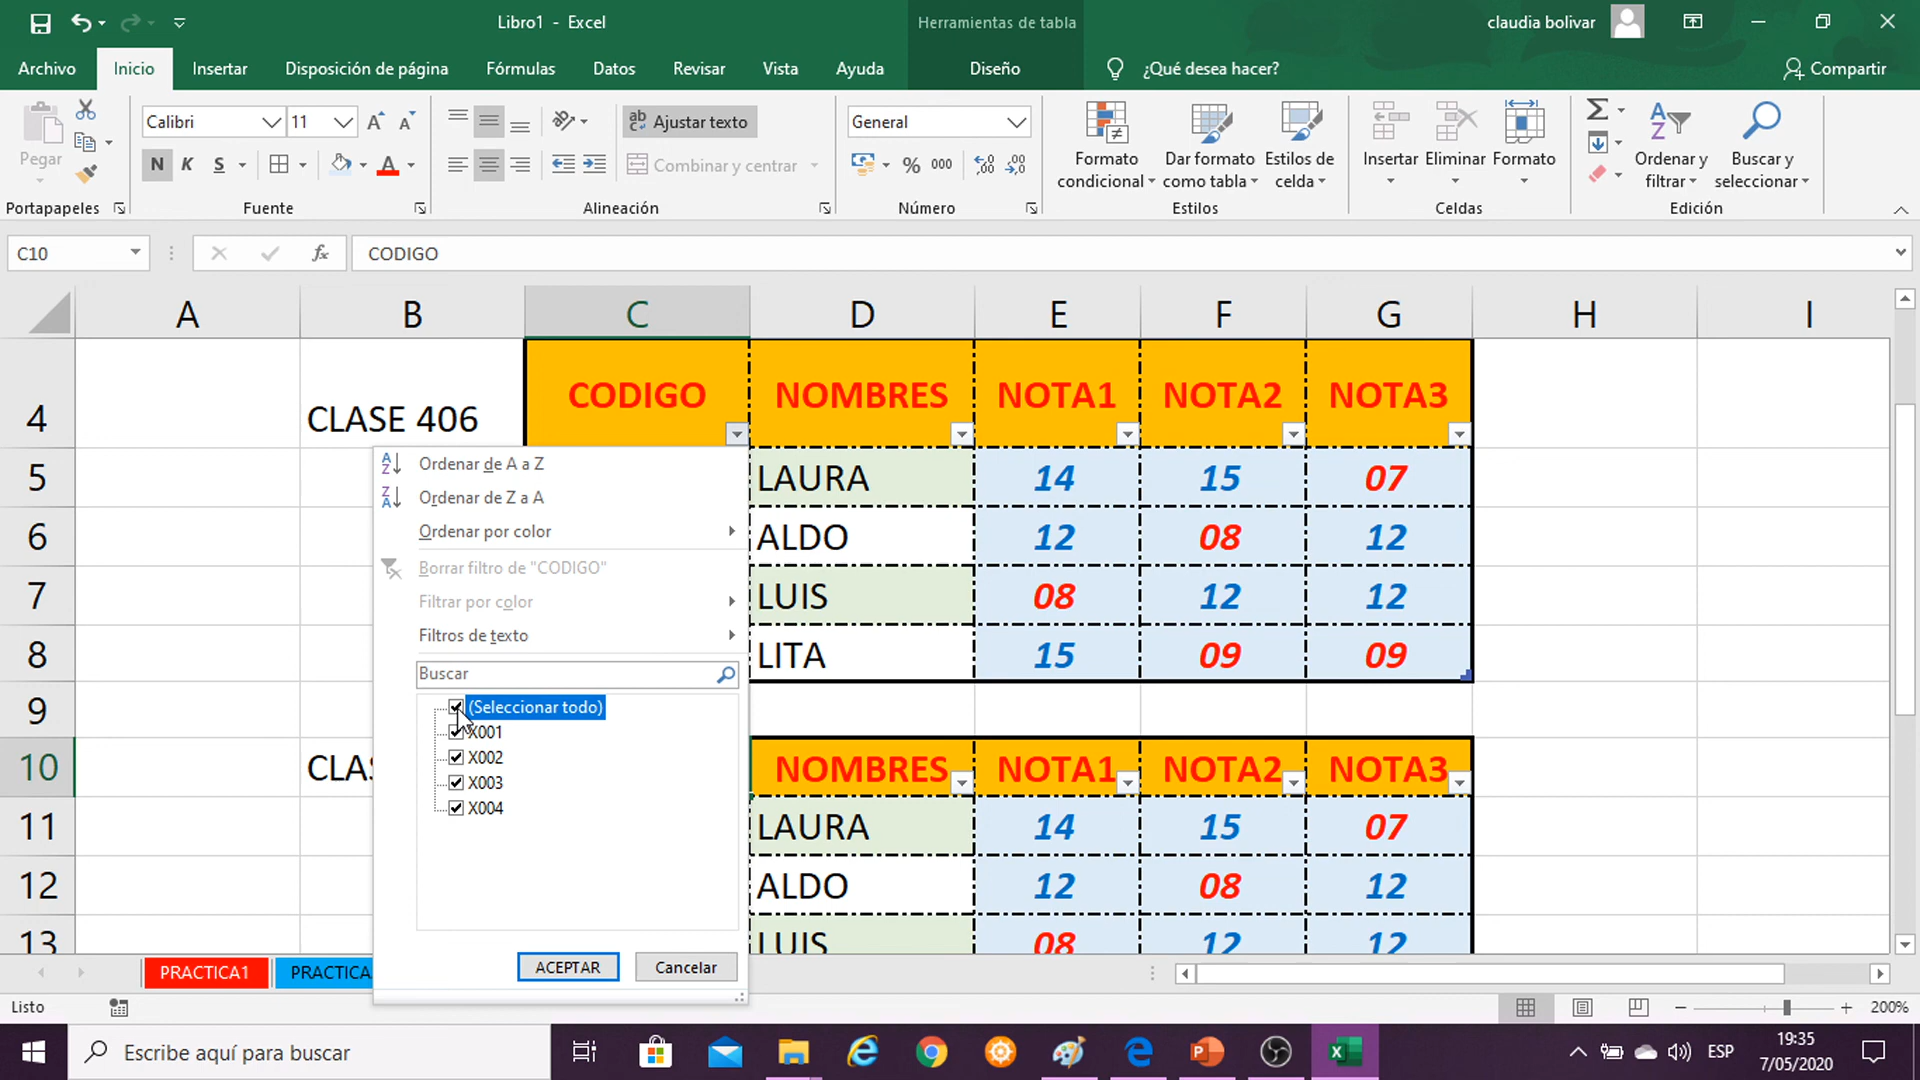 Libro1 - Excel
Herramientas de tabla
claudia bolivar
Archivo Inicio Insertar Disposición de página Fórmulas Datos Revisar Vista Ayuda Diseño ¿Qué desea hacer? Compartir
Pegar
Calibri 11
N K S
Ajustar texto
Combinar y centrar
General
% 000
Formato condicional
Dar formato como tabla
Estilos de celda
Insertar Eliminar Formato
Ordenar y filtrar
Buscar y seleccionar
Portapapeles Fuente Alineación Número Estilos Celdas Edición
C10 fx CODIGO
A B C D E F G H I
4 CLASE 406 CODIGO NOMBRES NOTA1 NOTA2 NOTA3
5 LAURA 14 15 07
6 ALDO 12 08 12
7 LUIS 08 12 12
8 LITA 15 09 09
9
10 CLAS NOMBRES NOTA1 NOTA2 NOTA3
11 LAURA 14 15 07
12 ALDO 12 08 12
13 LUIS 08 12 12
Ordenar de A a Z
Ordenar de Z a A
Ordenar por color
Borrar filtro de "CODIGO"
Filtrar por color
Filtros de texto
Buscar
(Seleccionar todo)
X001
X002
X003
X004
ACEPTAR Cancelar
PRACTICA1 PRACTICA
Listo 200%
Escribe aquí para buscar
ESP
19:35
7/05/2020